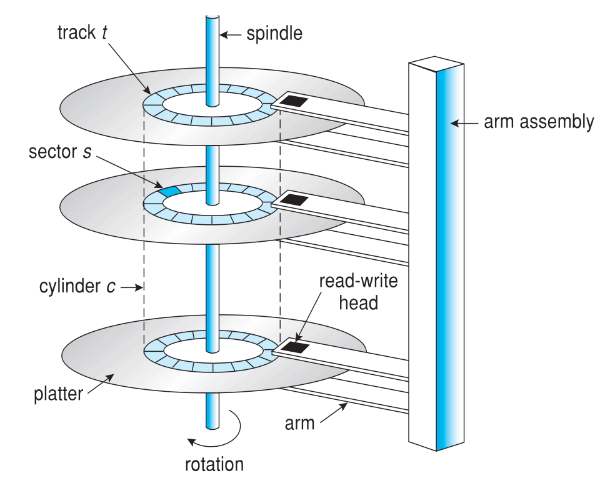 track t
spindle
arm assembly
sector s
cylinder c
read-write
head
platter
arm
rotation